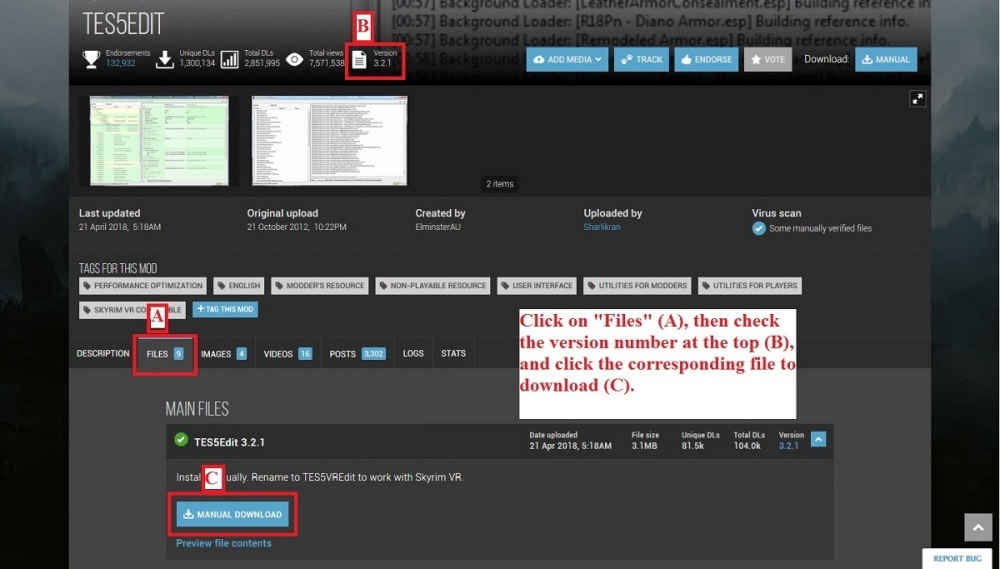 [00:57] Background Loader: [LeatherArmorConsealment.esp] Building reference in
[00:57] Background Loader: [R18Pn - Diano Armor.esp] Building reference info.
[00:57] Background Loader: [Remodeled Armor.esp] Building reference info.
TES5EDIT
B
Endorsements
132,932
Unique DLs
1,300,134
Total DLs
2,851,995
Total views
7,571,538
Version
3.2.1
ADD MEDIA
TRACK
ENDORSE
VOTE
Download:
MANUAL
2 items
Last updated
21 April 2018, 5:18AM
Original upload
21 October 2012, 10:22PM
Created by
ElminsterAU
Uploaded by
Sharlikran
Virus scan
Some manually verified files
TAGS FOR THIS MOD
PERFORMANCE OPTIMIZATION
ENGLISH
MODDER'S RESOURCE
NON-PLAYABLE RESOURCE
USER INTERFACE
UTILITIES FOR MODDERS
UTILITIES FOR PLAYERS
SKYRIM VR
+ TAG THIS MOD
A
Click on "Files" (A), then check
the version number at the top (B),
and click the corresponding file to
download (C).
DESCRIPTION
FILES 9
IMAGES 4
VIDEOS 16
POSTS 3,302
LOGS
STATS
MAIN FILES
TES5Edit 3.2.1
Date uploaded
21 Apr 2018, 5:18AM
File size
3.1MB
Unique DLs
81.5k
Total DLs
104.0k
Version
3.2.1
C
Rename to TES5VREdit to work with Skyrim VR.
MANUAL DOWNLOAD
Preview file contents
REPORT BUG